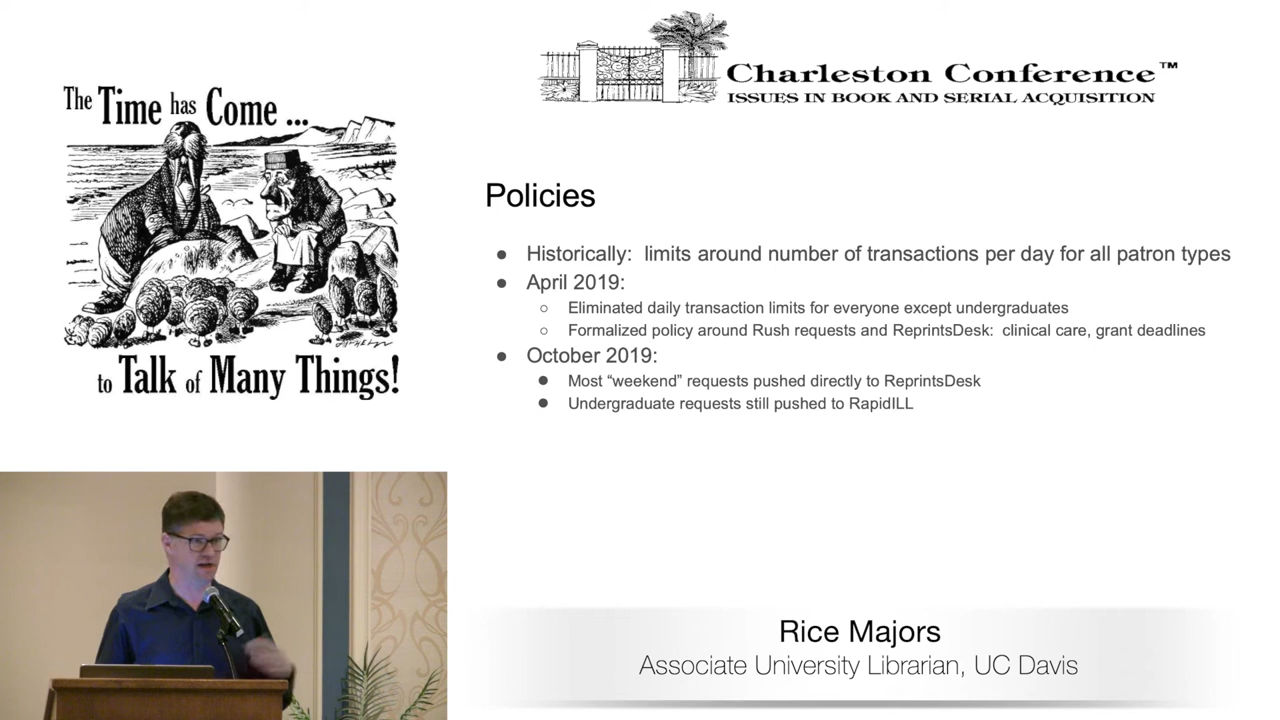 The Time has Come ...
to Talk of Many Things!
Charleston Conference™
ISSUES IN BOOK AND SERIAL ACQUISITION
Policies
● Historically: limits around number of transactions per day for all patron types
● April 2019:
○ Eliminated daily transaction limits for everyone except undergraduates
○ Formalized policy around Rush requests and ReprintsDesk: clinical care, grant deadlines
● October 2019:
● Most “weekend” requests pushed directly to ReprintsDesk
● Undergraduate requests still pushed to RapidILL
Rice Majors
Associate University Librarian, UC Davis